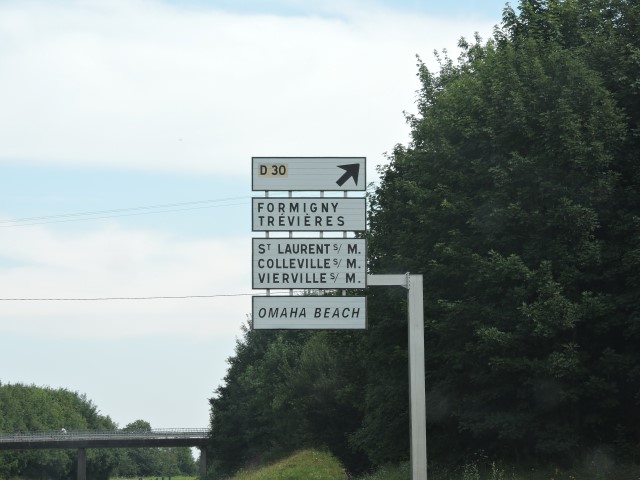 D 30
FORMIGNY
TRÉVIÈRES
ST LAURENT S/ M.
COLLEVILLE S/ M.
VIERVILLE S/ M.
OMAHA BEACH